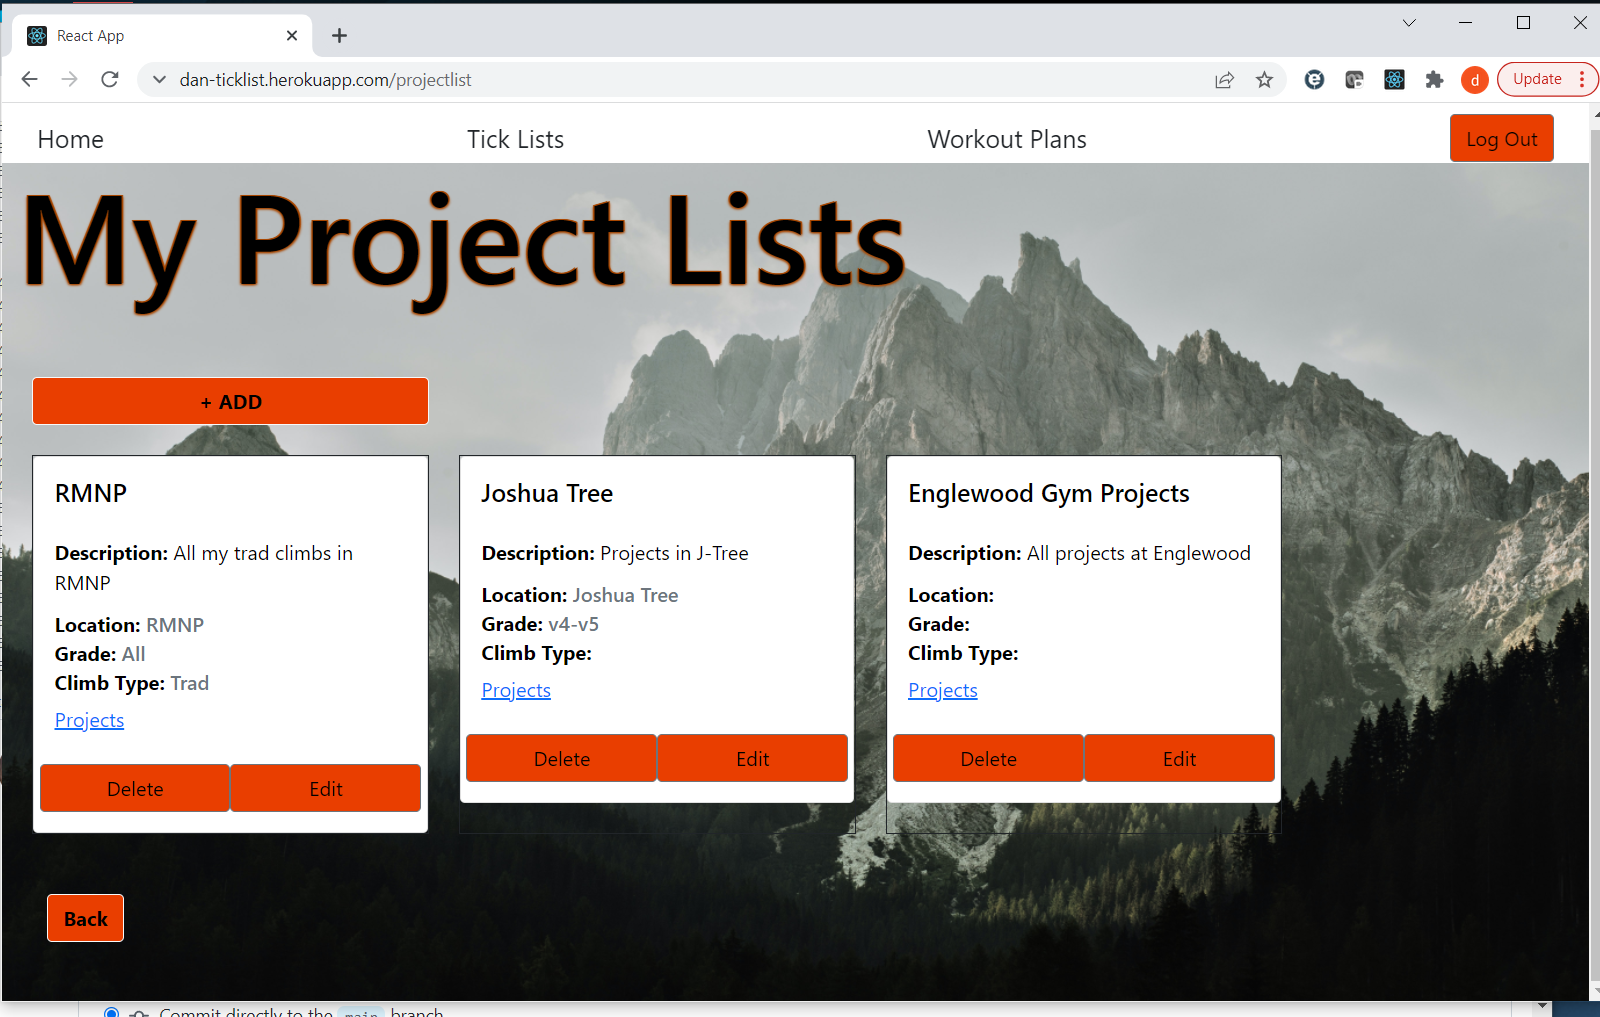 React App
dan-ticklist.herokuapp.com/projectlist
d
Update
Home
Tick Lists
Workout Plans
Log Out
My Project Lists
+ ADD
RMNP
Description: All my trad climbs in
RMNP
Location: RMNP
Grade: All
Climb Type: Trad
Projects
Delete
Edit
Joshua Tree
Description: Projects in J-Tree
Location: Joshua Tree
Grade: v4-v5
Climb Type:
Projects
Delete
Edit
Englewood Gym Projects
Description: All projects at Englewood
Location:
Grade:
Climb Type:
Projects
Delete
Edit
Back
Commit directly to the main branch